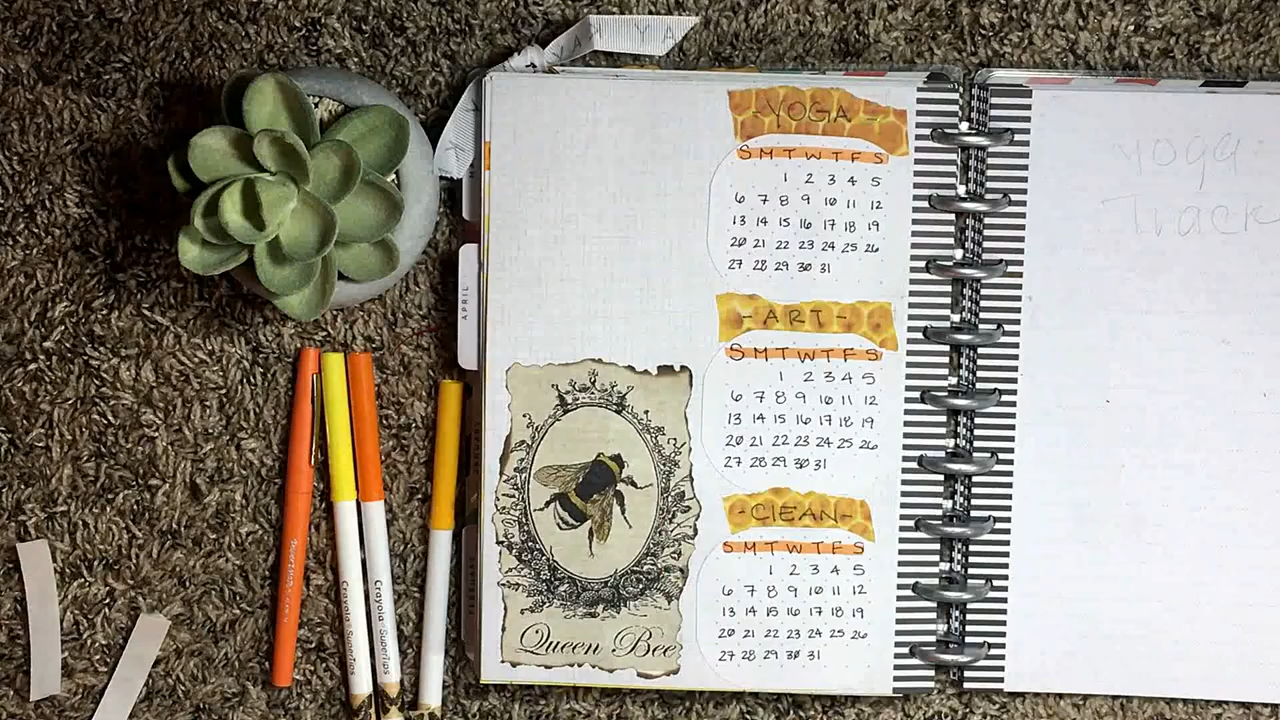 - YOGA -
SMTWTFS
1 2 3 4 5
6 7 8 9 10 11 12
13 14 15 16 17 18 19
20 21 22 23 24 25 26
27 28 29 30 31
- ART -
SMTWTFS
1 2 3 4 5
6 7 8 9 10 11 12
13 14 15 16 17 18 19
20 21 22 23 24 25 26
27 28 29 30 31
- CLEAN -
SMTWTFS
1 2 3 4 5
6 7 8 9 10 11 12
13 14 15 16 17 18 19
20 21 22 23 24 25 26
27 28 29 30 31
Queen Bee
Yoga
Track
APRIL
Crayola SuperTips
Crayola SuperTips